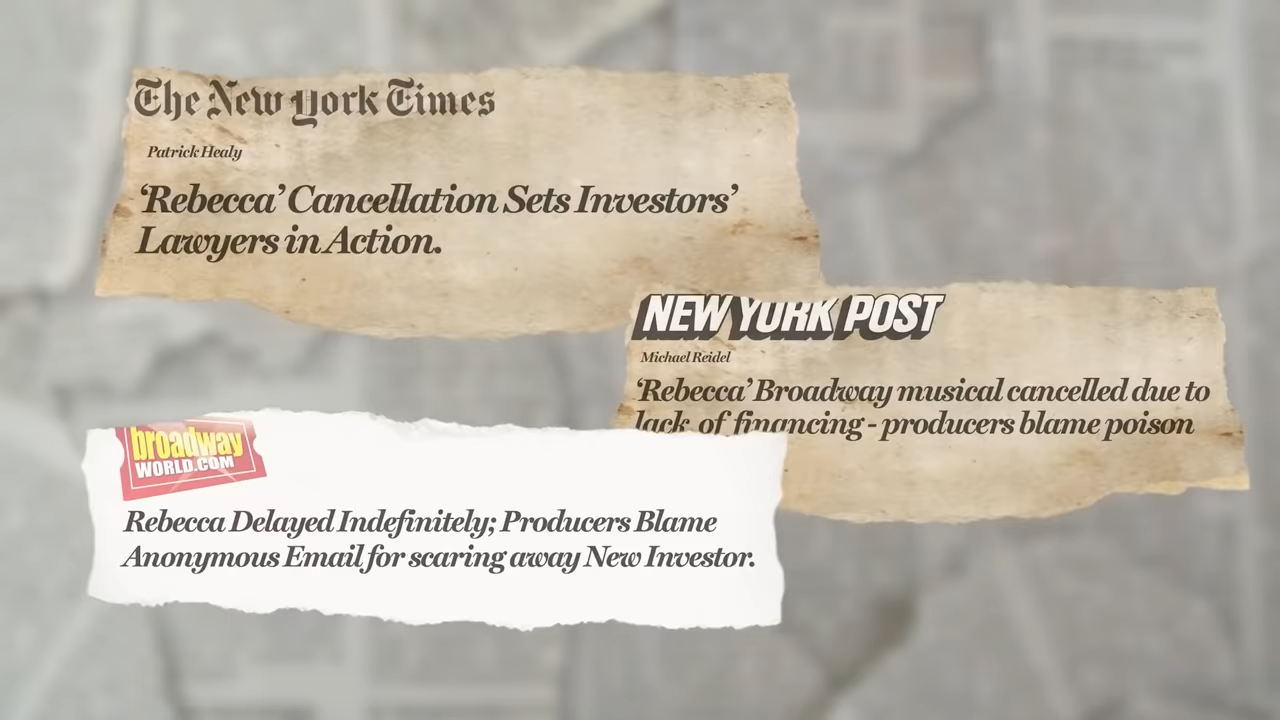 The New York Times
Patrick Healy
‘Rebecca’ Cancellation Sets Investors’
Lawyers in Action.
NEW YORK POST
Michael Reidel
‘Rebecca’ Broadway musical cancelled due to
lack of financing - producers blame poison
broadway
WORLD.COM
Rebecca Delayed Indefinitely; Producers Blame
Anonymous Email for scaring away New Investor.